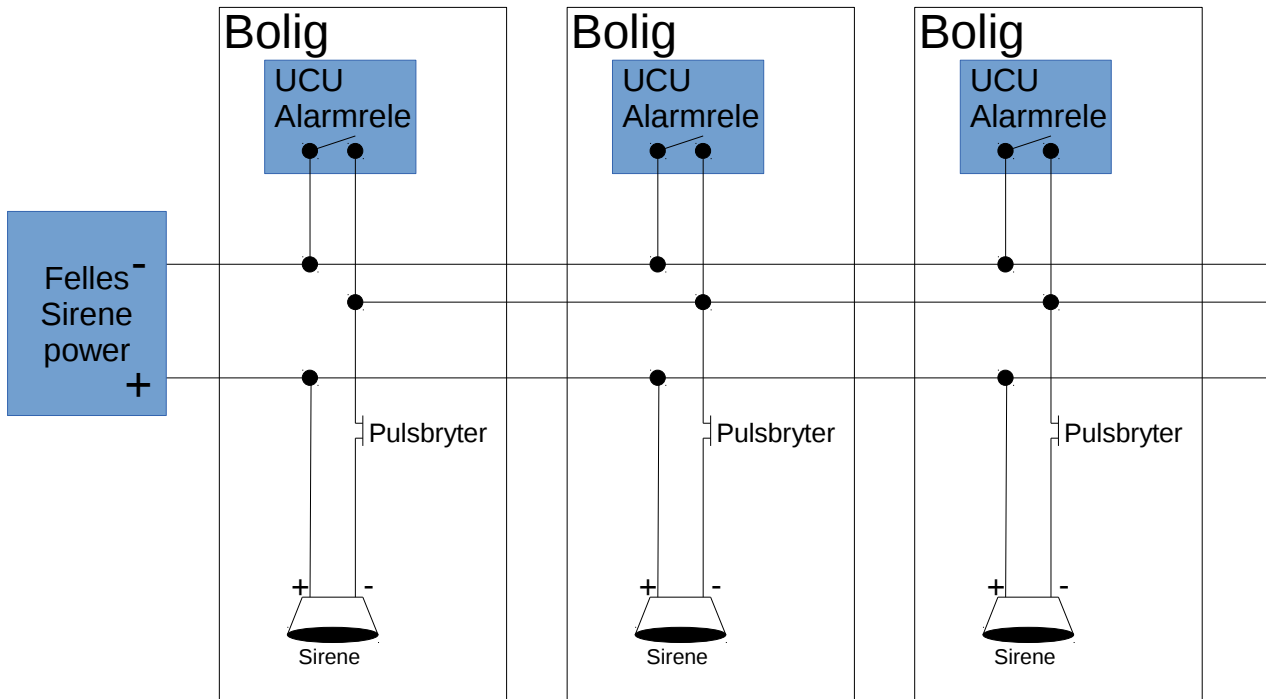 Bolig
UCU
Alarmrele
Bolig
UCU
Alarmrele
Bolig
UCU
Alarmrele
Felles
Sirene
power
-
+
Pulsbryter
Pulsbryter
Pulsbryter
+ -
Sirene
+ -
Sirene
+ -
Sirene